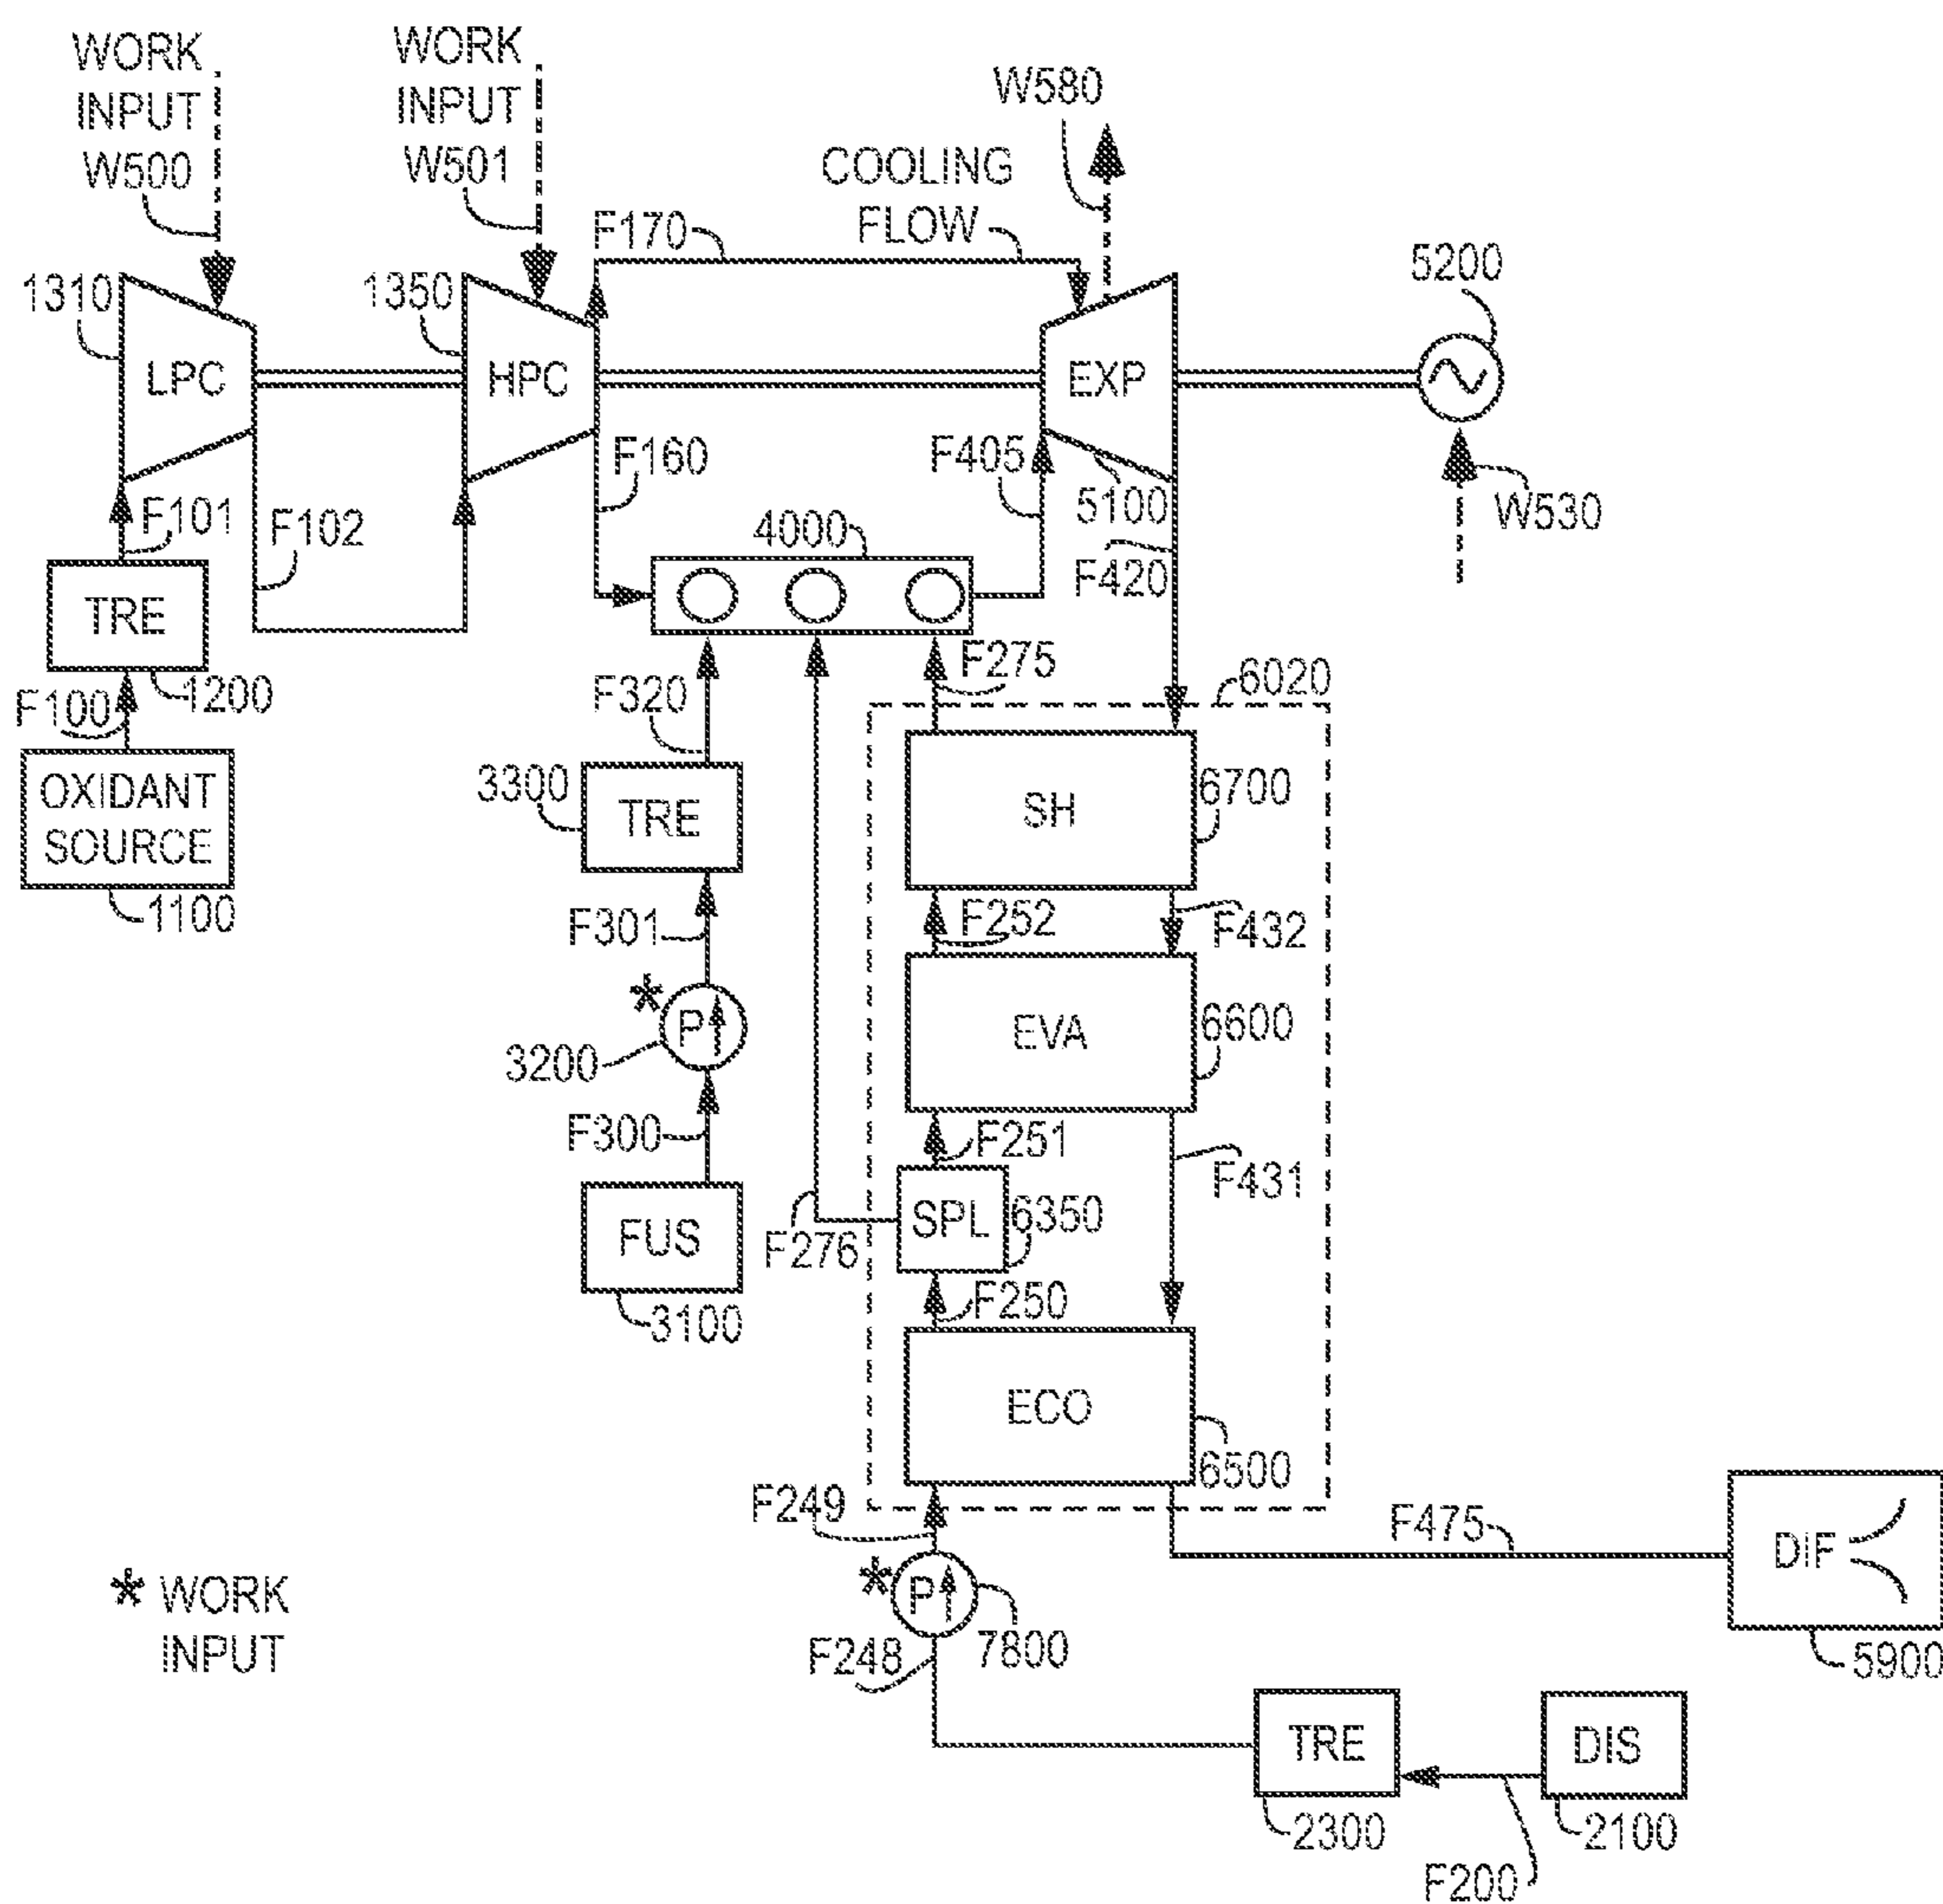 WORK
INPUT
W500
WORK
INPUT
W501
W580
COOLING
FLOW
F170
5200
1310
1350
LPC
HPC
EXP
F160
F405
5100
W530
F101
F102
4000
F420
TRE
F275
6020
F100
1200
F320
OXIDANT
SOURCE
3300
TRE
SH
6700
1100
F301
F252
F432
*
P
3200
EVA
6600
F300
F251
F431
FUS
F276
SPL
6350
3100
F250
ECO
6500
F249
F475
DIF
* WORK
INPUT
*
P
F248
7800
5900
TRE
DIS
2300
2100
F200